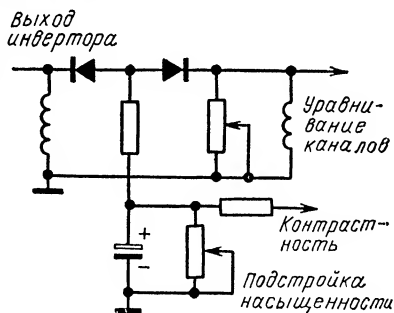 Выход
инвертора
Уравни-
вание
каналов
+
-
Контраст-
ность
Подстройка
насыщенности